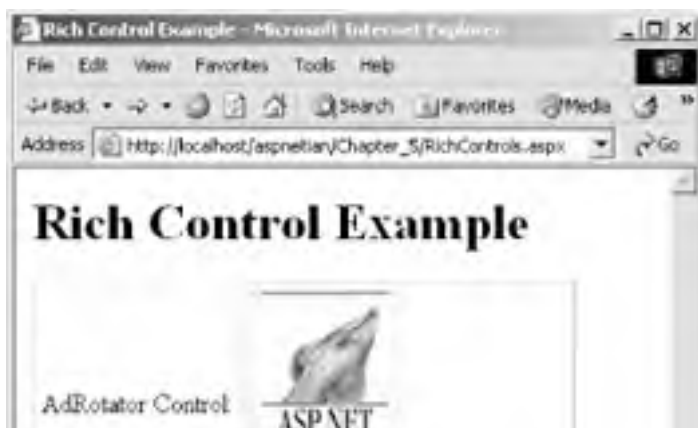 Rich Control Example - Microsoft Internet Explorer
File Edit View Favorites Tools Help
Back Search Favorites Media
Address http://localhost/aspnetian/Chapter_5/RichControls.aspx Go
Rich Control Example
AdRotator Control
ASP.NET